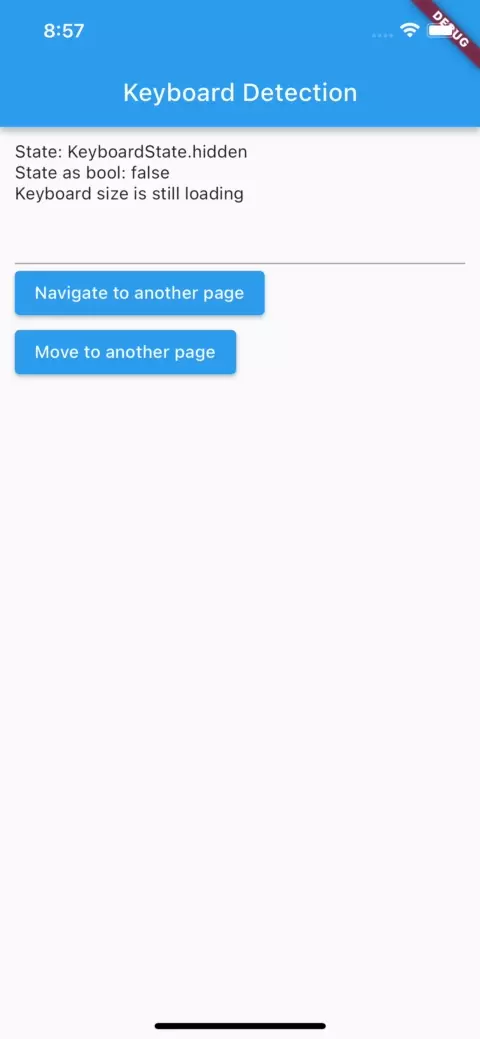 8:57
DEBUG
Keyboard Detection
State: KeyboardState.hidden
State as bool: false
Keyboard size is still loading
Navigate to another page
Move to another page